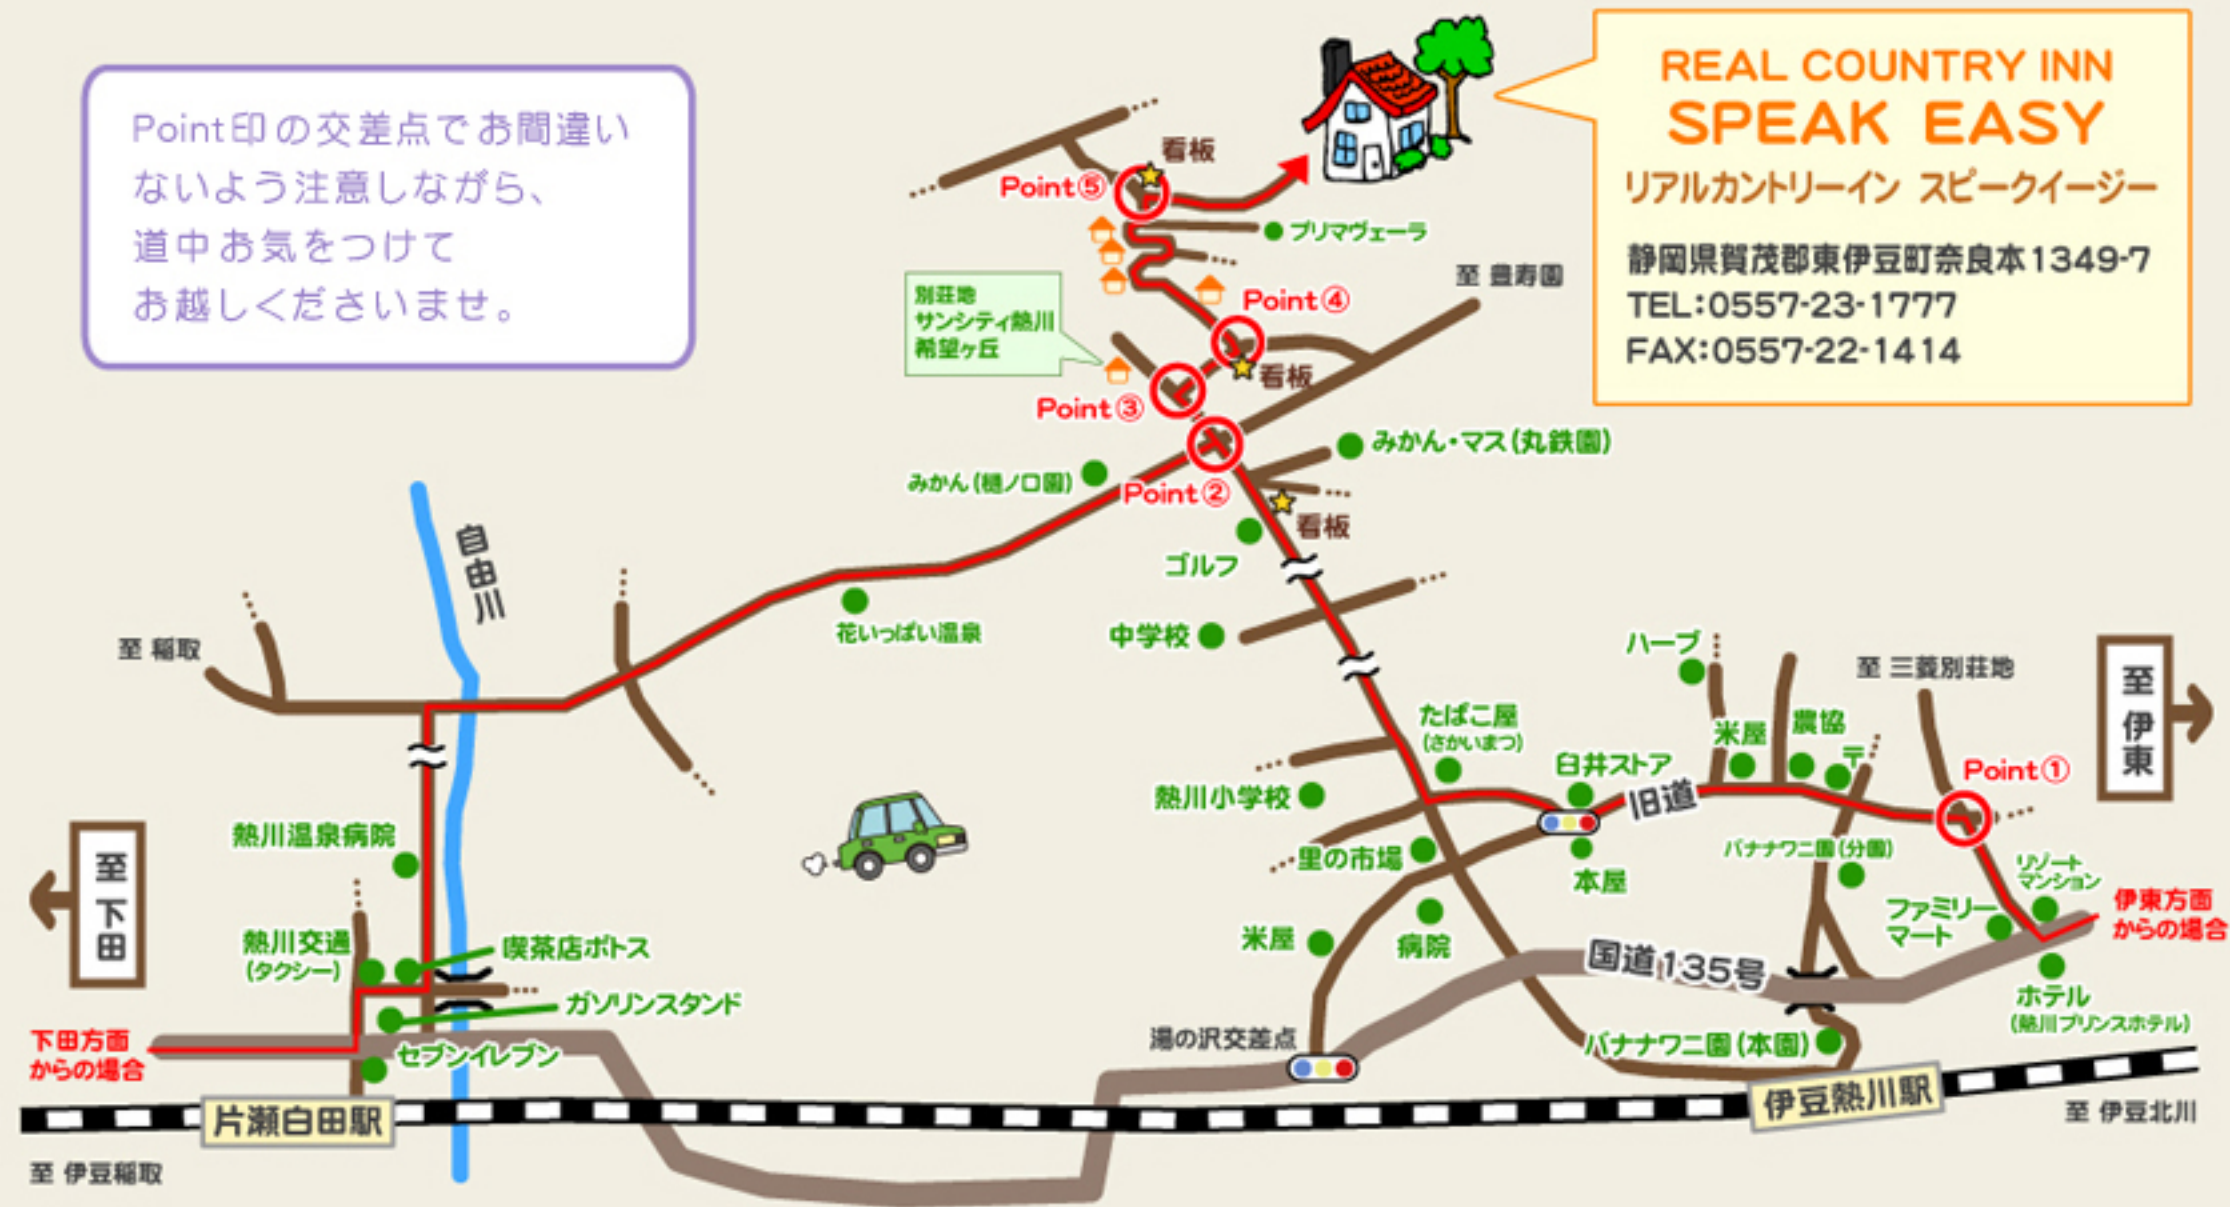 Point印の交差点でお間違い
ないよう注意しながら、
道中お気をつけて
お越しくださいませ。
REAL COUNTRY INN
SPEAK EASY
リアルカントリーイン スピークイージー
静岡県賀茂郡東伊豆町奈良本1349-7
TEL:0557-23-1777
FAX:0557-22-1414
看板
Point⑤
プリマヴェーラ
至 豊寿園
別荘地
サンシティ熱川
希望ヶ丘
Point④
看板
Point③
みかん・マス(丸鉄園)
みかん(樋ノ口園)
Point②
看板
ゴルフ
自由川
花いっぱい温泉
中学校
至 稲取
ハーブ
至 三菱別荘地
至 伊東
たばこ屋
(さかいまつ)
米屋
農協
〒
臼井ストア
Point①
熱川小学校
旧道
熱川温泉病院
里の市場
本屋
バナナワニ園(分園)
リゾート
マンション
至 下田
ファミリー
マート
伊東方面
からの場合
米屋
病院
熱川交通
(タクシー)
喫茶店ポトス
国道135号
ガソリンスタンド
ホテル
(熱川プリンスホテル)
下田方面
からの場合
セブンイレブン
湯の沢交差点
バナナワニ園(本園)
片瀬白田駅
伊豆熱川駅
至 伊豆北川
至 伊豆稲取